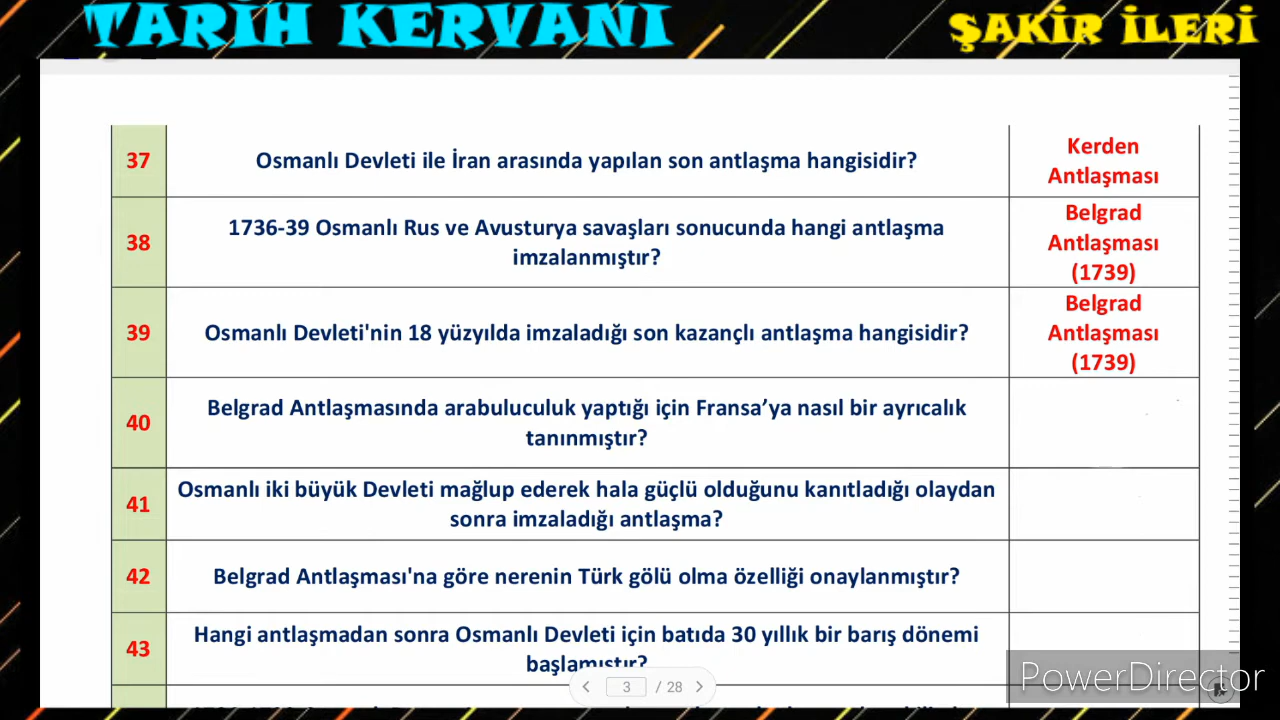 TARİH KERVANI
ŞAKİR İLERİ
37
Osmanlı Devleti ile İran arasında yapılan son antlaşma hangisidir?
Kerden
Antlaşması
38
1736-39 Osmanlı Rus ve Avusturya savaşları sonucunda hangi antlaşma
imzalanmıştır?
Belgrad
Antlaşması
(1739)
39
Osmanlı Devleti'nin 18 yüzyılda imzaladığı son kazançlı antlaşma hangisidir?
Belgrad
Antlaşması
(1739)
40
Belgrad Antlaşmasında arabuluculuk yaptığı için Fransa’ya nasıl bir ayrıcalık
tanınmıştır?
41
Osmanlı iki büyük Devleti mağlup ederek hala güçlü olduğunu kanıtladığı olaydan
sonra imzaladığı antlaşma?
42
Belgrad Antlaşması'na göre nerenin Türk gölü olma özelliği onaylanmıştır?
43
Hangi antlaşmadan sonra Osmanlı Devleti için batıda 30 yıllık bir barış dönemi
başlamıştır?
3 / 28
PowerDirector